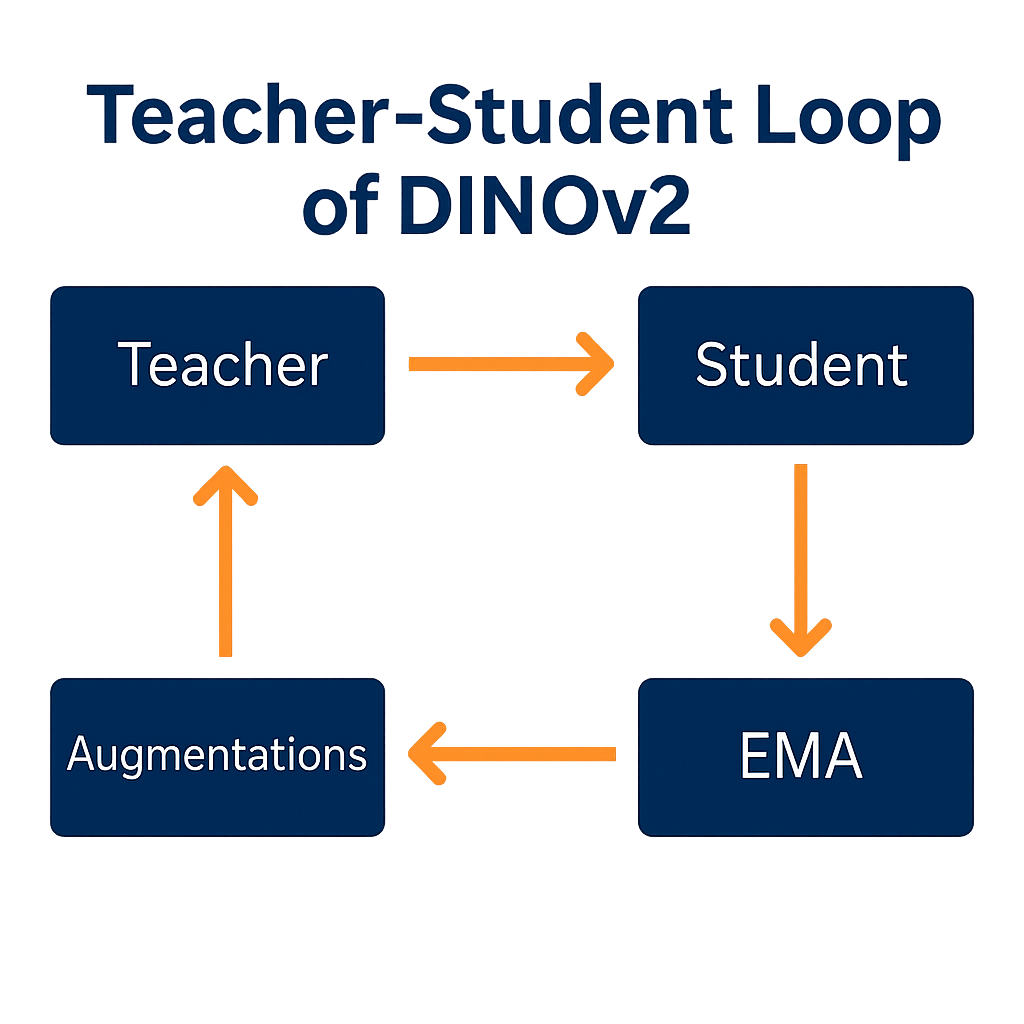 Teacher-Student Loop
of DINOv2
Teacher
Student
Augmentations
EMA